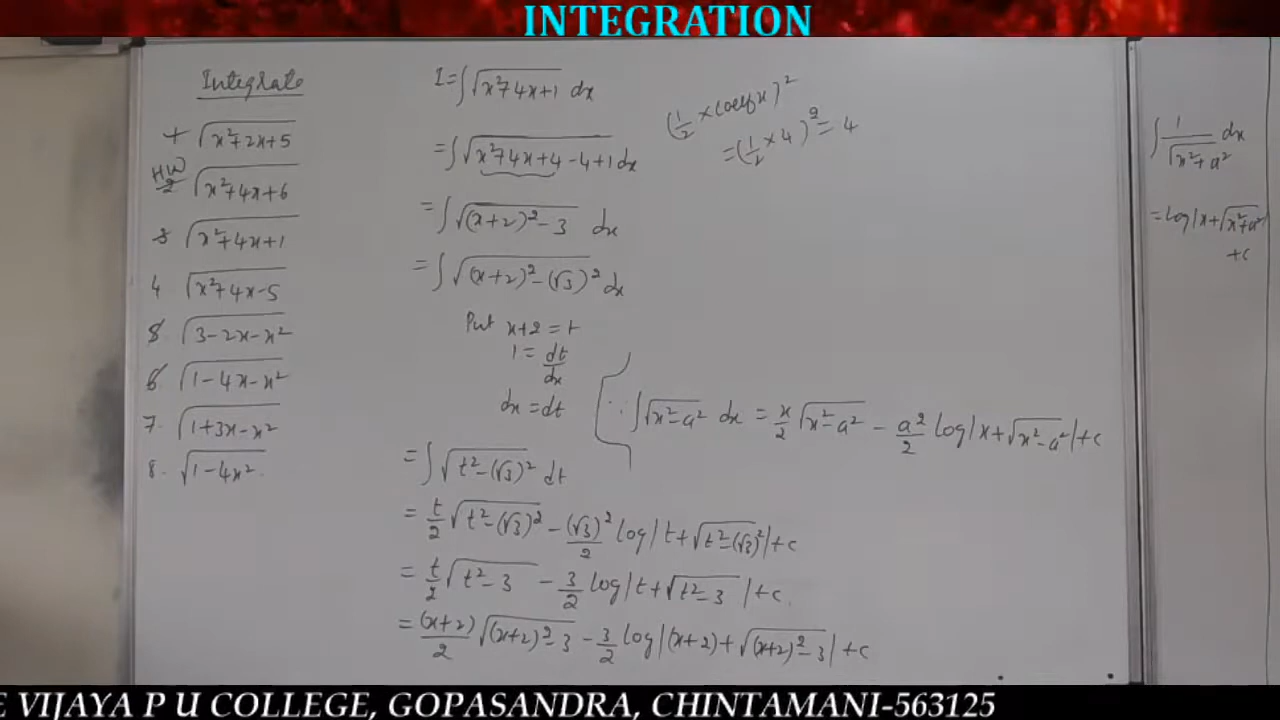 INTEGRATION
Integrate
1 √x²+2x+5
HW
2 √x²+4x+6
3 √x²+4x+1
4 √x²+4x-5
5 √3-2x-x²
6 √1-4x-x²
7. √1+3x-x²
8. √1-4x²
I=∫√x²+4x+1 dx
=∫√x²+4x+4-4+1 dx
=∫√(x+2)²-3 dx
=∫√(x+2)²-(√3)² dx
Put x+2=t
1=dt/dx
dx=dt
=∫√t²-(√3)² dt
=t/2 √t²-(√3)² - (√3)²/2 log|t+√t²-(√3)²|+c
=t/2 √t²-3 - 3/2 log|t+√t²-3|+c.
=(x+2)/2 √(x+2)²-3 - 3/2 log|(x+2)+√(x+2)²-3|+c
(1/2 × coeff x)²
=(1/2 × 4)²=4
∵ ∫√x²-a² dx = x/2 √x²-a² - a²/2 log|x+√x²-a²|+c
∫ 1/√x²+a² dx
=log|x+√x²+a²|
+c
E VIJAYA P U COLLEGE, GOPASANDRA, CHINTAMANI-563125